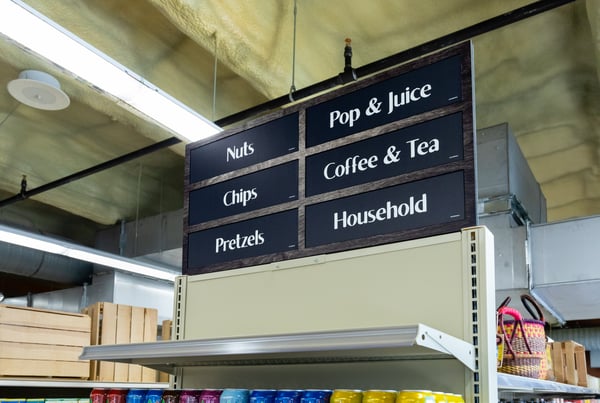 Nuts
Chips
Pretzels
Pop & Juice
Coffee & Tea
Household